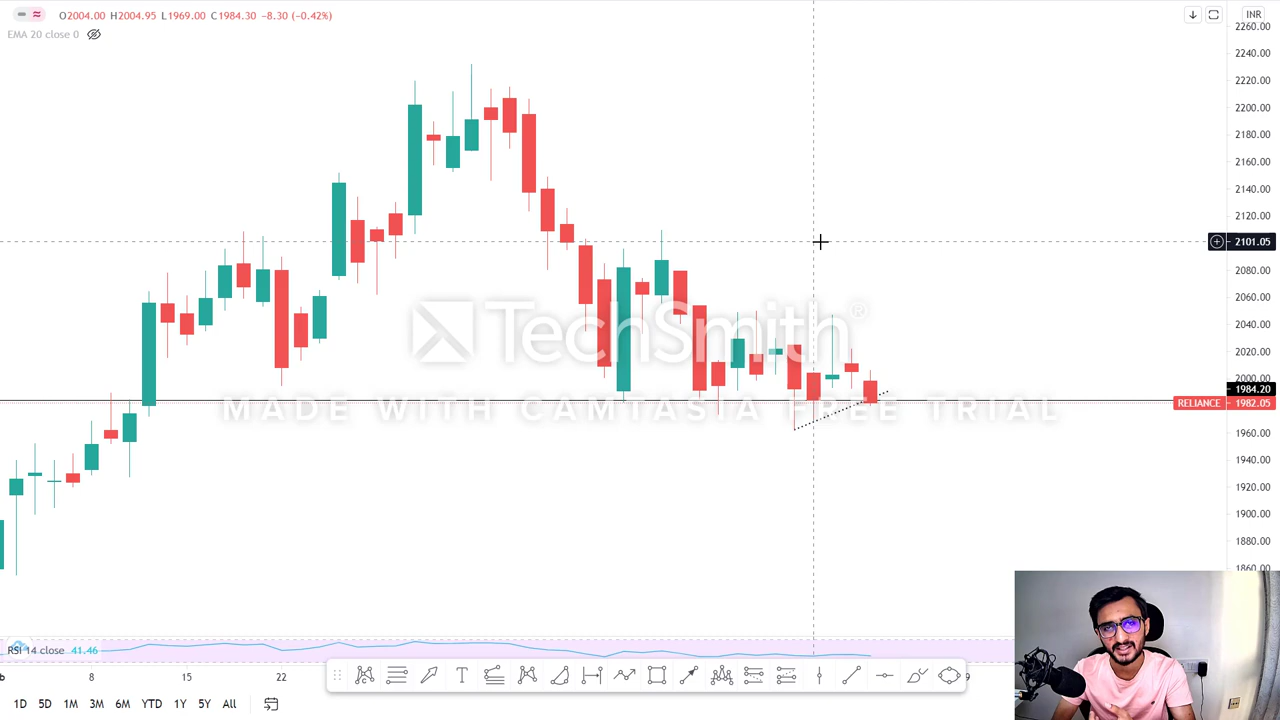 O2004.00 H2004.95 L1969.00 C1984.30 −8.30 (−0.42%)
INR
EMA 20 close 0
2260.00
2240.00
2220.00
2200.00
2180.00
2160.00
2140.00
2120.00
2101.05
2080.00
2060.00
2040.00
2020.00
2000.00
1984.20
RELIANCE 1982.05
1960.00
1940.00
1920.00
1900.00
1880.00
1860.00
TechSmith®
MADE WITH CAMTASIA FREE TRIAL
RSI 14 close 41.46
8 15 22
1D 5D 1M 3M 6M YTD 1Y 5Y All